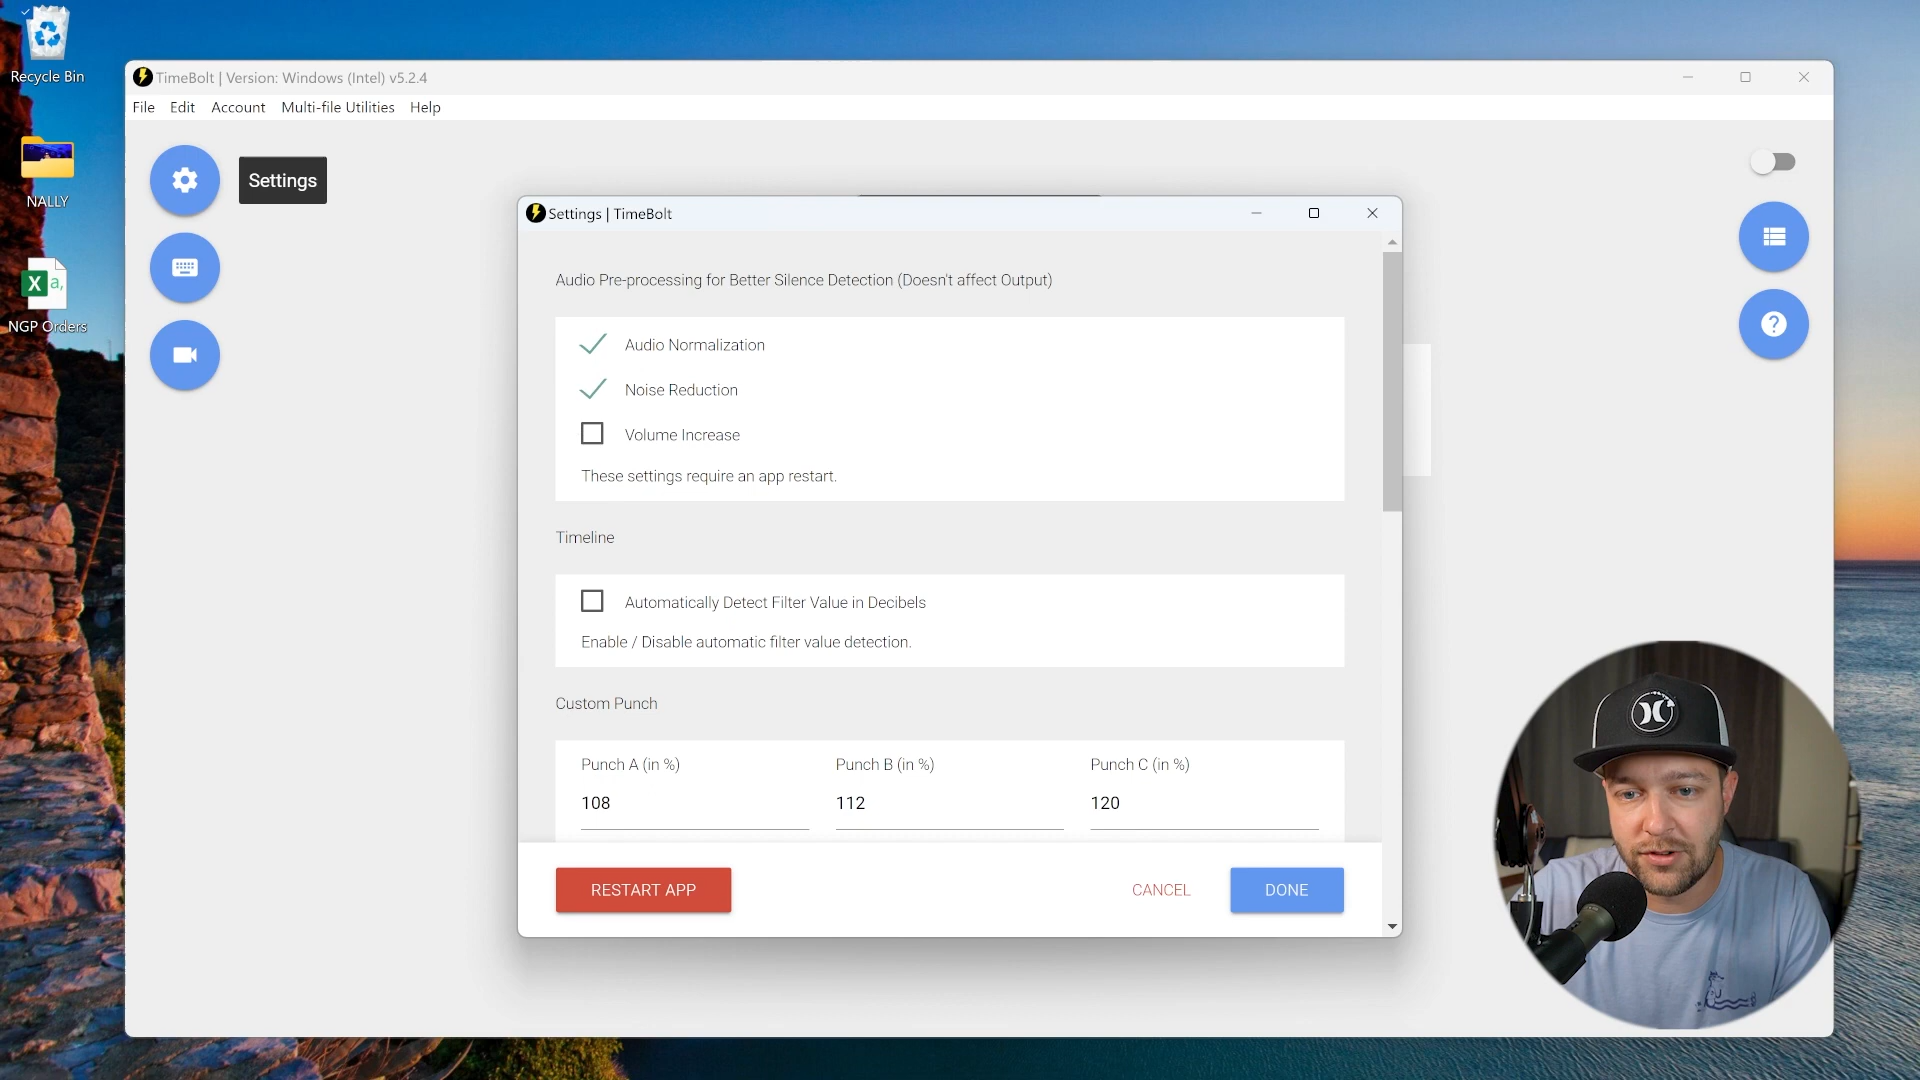 Recycle Bin
NALLY
X a,
NGP Orders
TimeBolt | Version: Windows (Intel) v5.2.4
File Edit Account Multi-file Utilities Help
Settings
Settings | TimeBolt
Audio Pre-processing for Better Silence Detection (Doesn't affect Output)
Audio Normalization
Noise Reduction
Volume Increase
These settings require an app restart.
Timeline
Automatically Detect Filter Value in Decibels
Enable / Disable automatic filter value detection.
Custom Punch
Punch A (in %) Punch B (in %) Punch C (in %)
108 112 120
RESTART APP CANCEL DONE